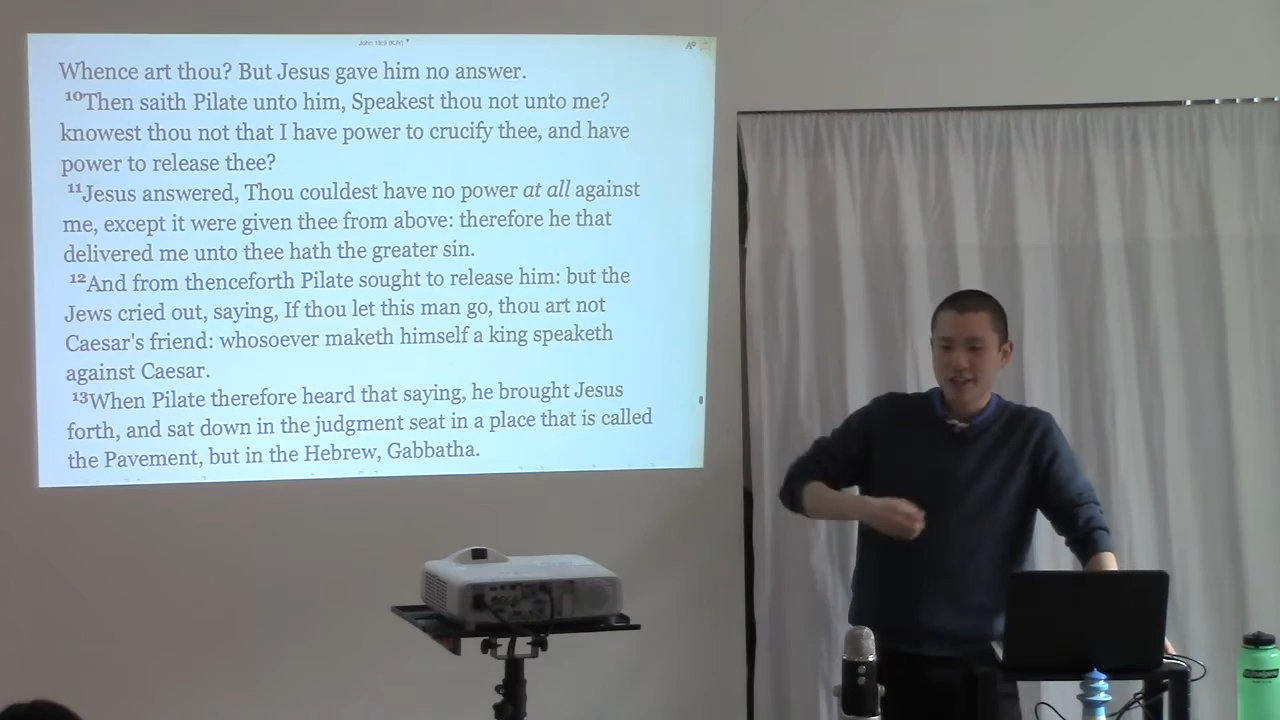 John 19:9 (KJV)
Whence art thou? But Jesus gave him no answer.
10Then saith Pilate unto him, Speakest thou not unto me?
knowest thou not that I have power to crucify thee, and have
power to release thee?
11Jesus answered, Thou couldest have no power at all against
me, except it were given thee from above: therefore he that
delivered me unto thee hath the greater sin.
12And from thenceforth Pilate sought to release him: but the
Jews cried out, saying, If thou let this man go, thou art not
Caesar's friend: whosoever maketh himself a king speaketh
against Caesar.
13When Pilate therefore heard that saying, he brought Jesus
forth, and sat down in the judgment seat in a place that is called
the Pavement, but in the Hebrew, Gabbatha.